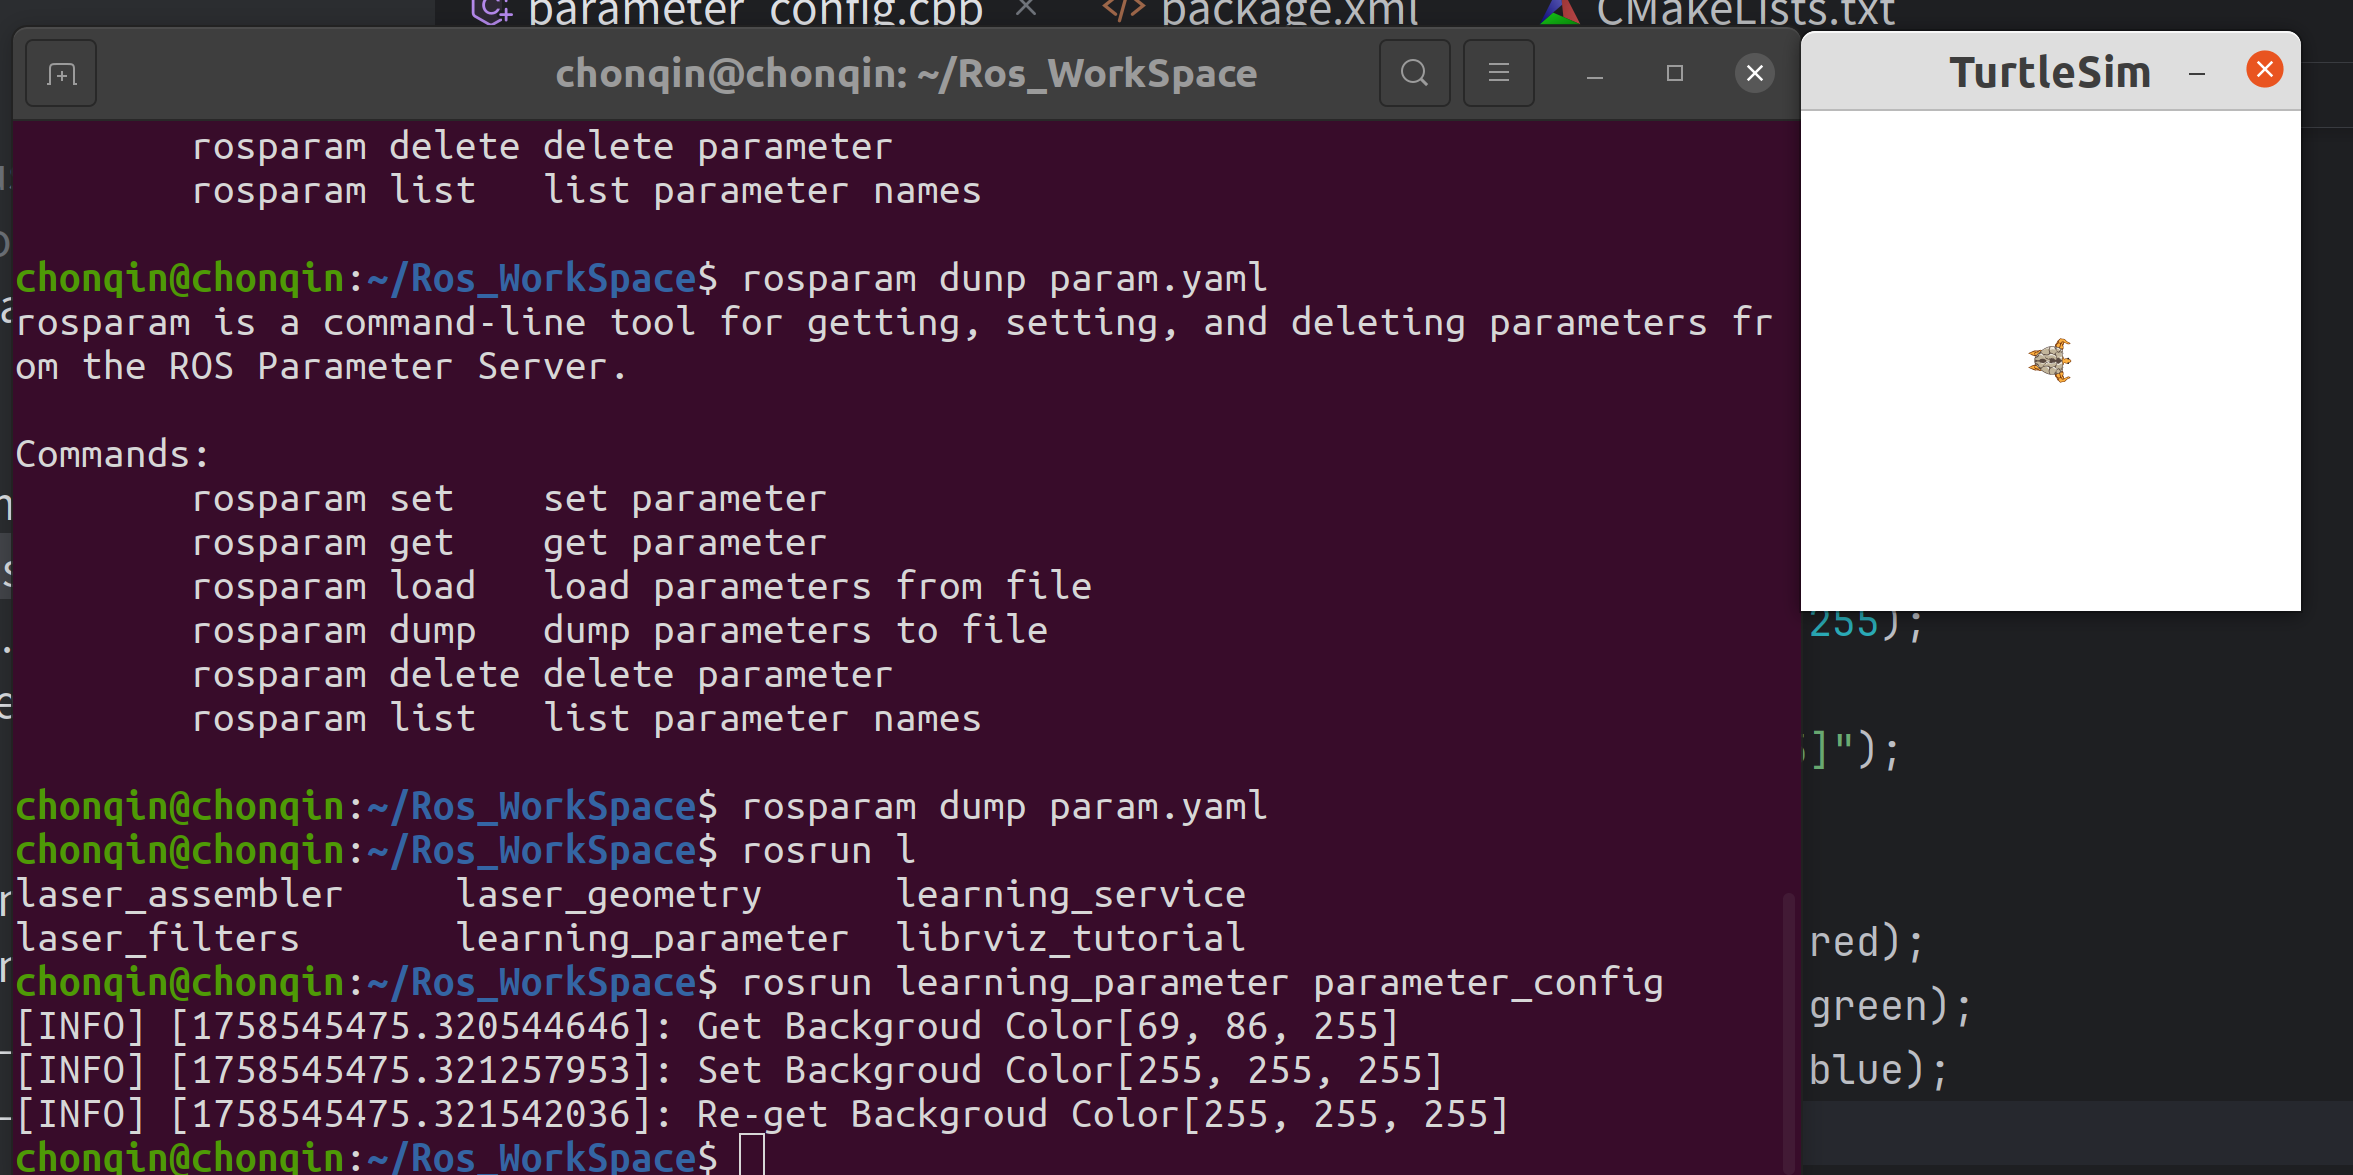 parameter_config.cpp × </> package.xml CMakeLists.txt
chonqin@chonqin: ~/Ros_WorkSpace
TurtleSim
rosparam delete delete parameter
rosparam list list parameter names
chonqin@chonqin:~/Ros_WorkSpace$ rosparam dunp param.yaml
rosparam is a command-line tool for getting, setting, and deleting parameters fr
om the ROS Parameter Server.
Commands:
rosparam set set parameter
rosparam get get parameter
rosparam load load parameters from file
rosparam dump dump parameters to file
rosparam delete delete parameter
rosparam list list parameter names
chonqin@chonqin:~/Ros_WorkSpace$ rosparam dump param.yaml
chonqin@chonqin:~/Ros_WorkSpace$ rosrun l
laser_assembler laser_geometry learning_service
laser_filters learning_parameter librviz_tutorial
chonqin@chonqin:~/Ros_WorkSpace$ rosrun learning_parameter parameter_config
[INFO] [1758545475.320544646]: Get Backgroud Color[69, 86, 255]
[INFO] [1758545475.321257953]: Set Backgroud Color[255, 255, 255]
[INFO] [1758545475.321542036]: Re-get Backgroud Color[255, 255, 255]
chonqin@chonqin:~/Ros_WorkSpace$
255);
]");
red);
green);
blue);